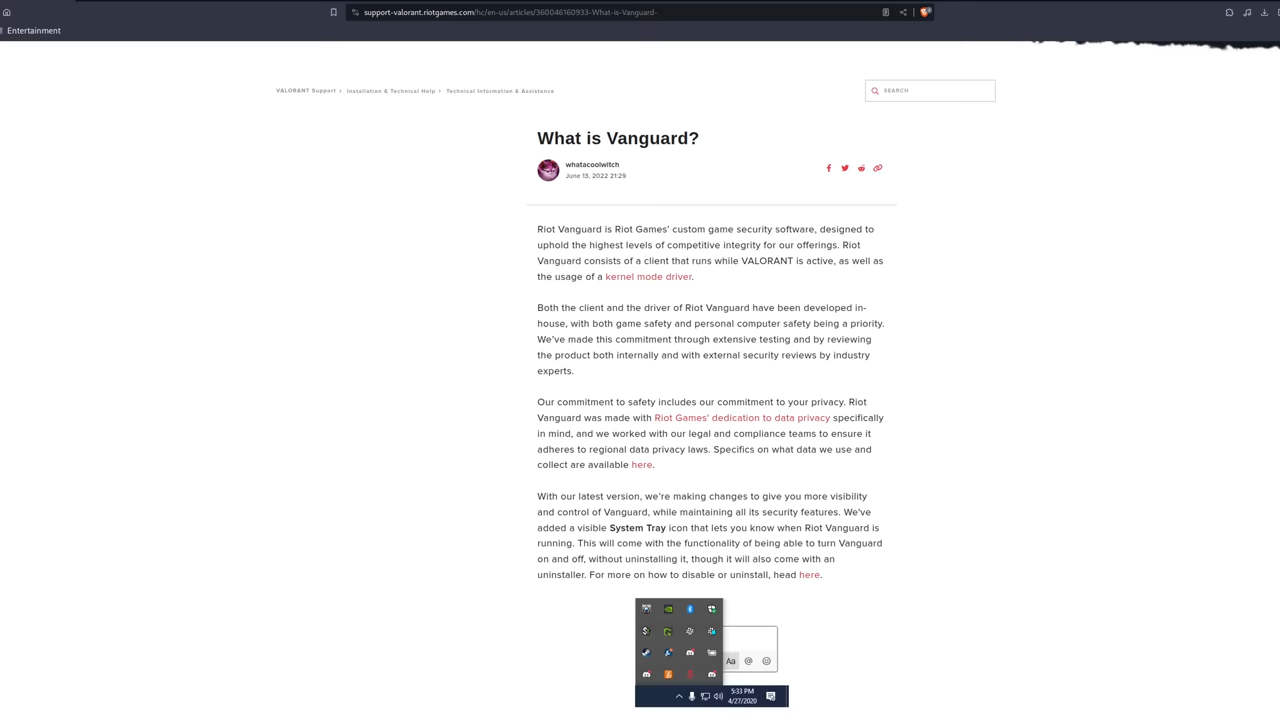 support-valorant.riotgames.com/hc/en-us/articles/360046160933-What-is-Vanguard-
Entertainment
VALORANT Support › Installation & Technical Help › Technical Information & Assistance
SEARCH
What is Vanguard?
whatacoolwitch
June 13, 2022 21:29
Riot Vanguard is Riot Games' custom game security software, designed to
uphold the highest levels of competitive integrity for our offerings. Riot
Vanguard consists of a client that runs while VALORANT is active, as well as
the usage of a kernel mode driver.
Both the client and the driver of Riot Vanguard have been developed in-
house, with both game safety and personal computer safety being a priority.
We've made this commitment through extensive testing and by reviewing
the product both internally and with external security reviews by industry
experts.
Our commitment to safety includes our commitment to your privacy. Riot
Vanguard was made with Riot Games' dedication to data privacy specifically
in mind, and we worked with our legal and compliance teams to ensure it
adheres to regional data privacy laws. Specifics on what data we use and
collect are available here.
With our latest version, we're making changes to give you more visibility
and control of Vanguard, while maintaining all its security features. We've
added a visible System Tray icon that lets you know when Riot Vanguard is
running. This will come with the functionality of being able to turn Vanguard
on and off, without uninstalling it, though it will also come with an
uninstaller. For more on how to disable or uninstall, head here.
Aa @
5:33 PM
4/27/2020